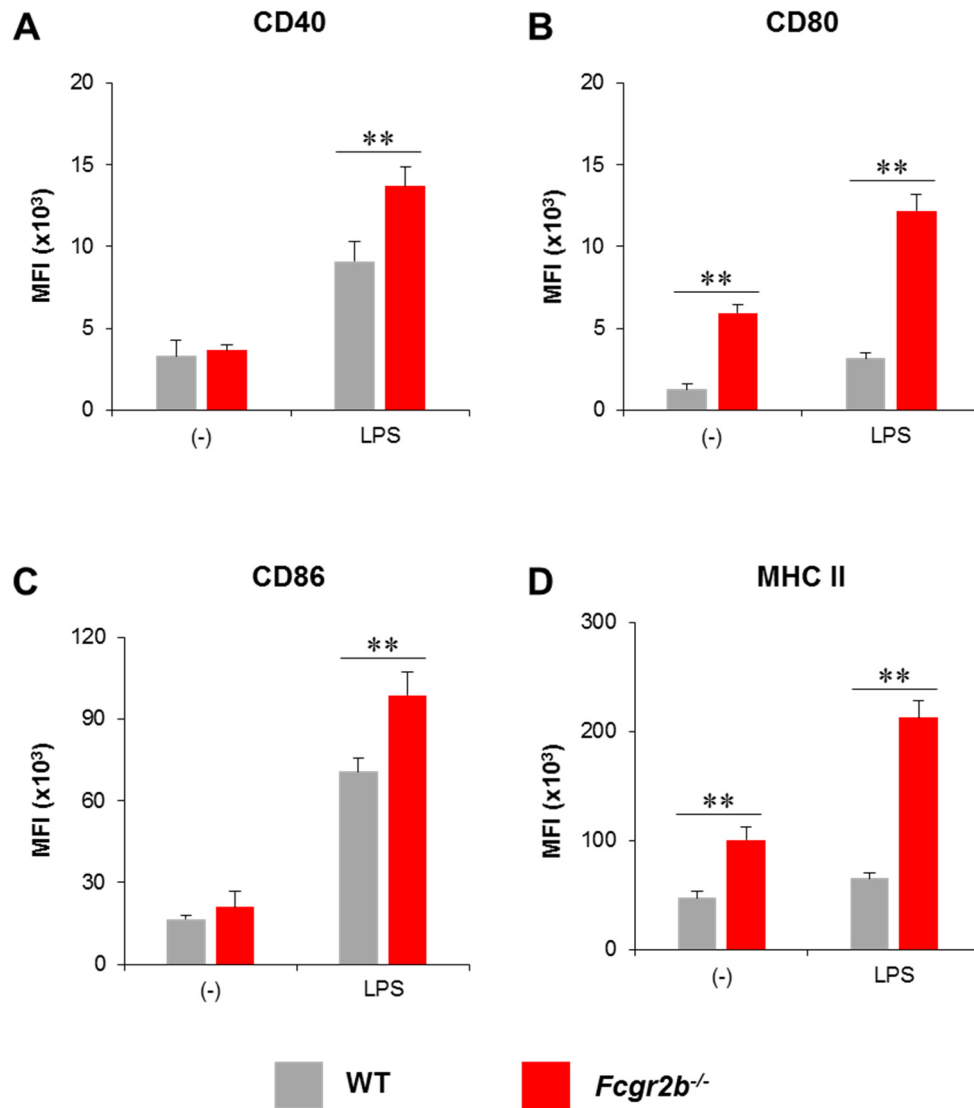 A CD40
20
15
10
5
0
MFI (x10³)
**
(-) LPS
B CD80
20
15
10
5
0
MFI (x10³)
**
**
(-) LPS
C CD86
120
90
60
30
0
MFI (x10³)
**
(-) LPS
D MHC II
300
200
100
0
MFI (x10³)
**
**
(-) LPS
WT Fcgr2b-/-